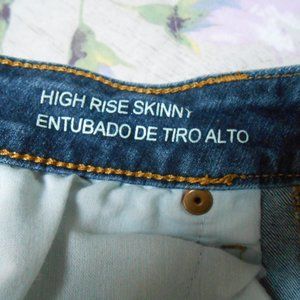 HIGH RISE SKINNY
ENTUBADO DE TIRO ALTO